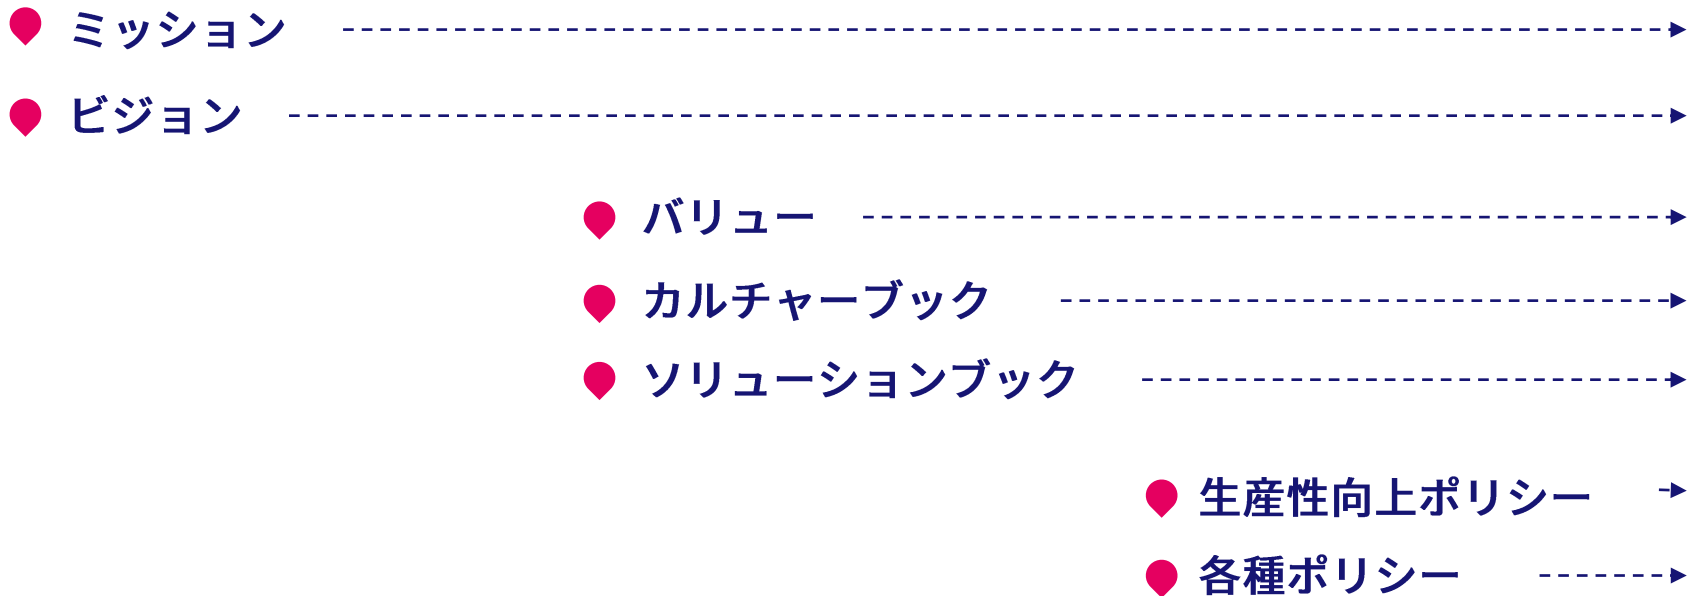 ミッション
ビジョン
バリュー
カルチャーブック
ソリューションブック
生産性向上ポリシー
各種ポリシー